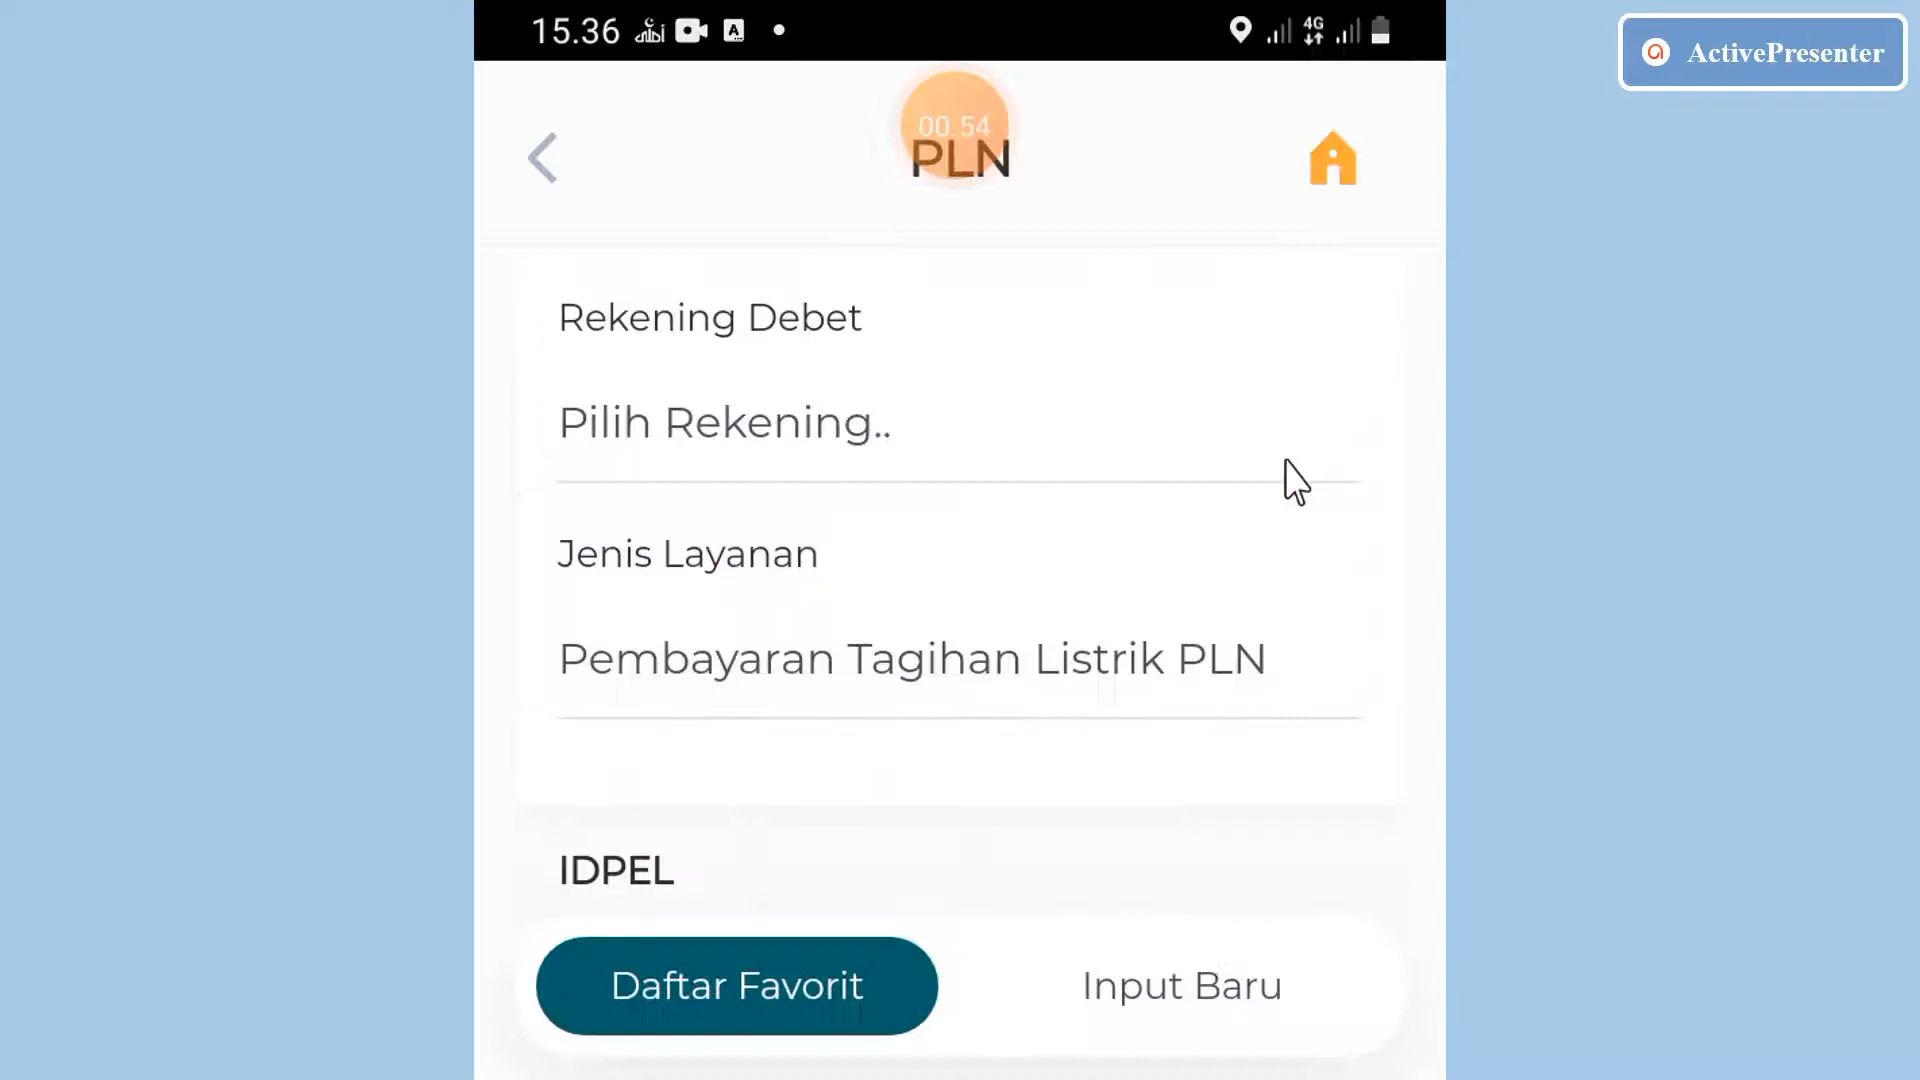 15.36
4G
ActivePresenter
00.54
PLN
Rekening Debet
Pilih Rekening..
Jenis Layanan
Pembayaran Tagihan Listrik PLN
IDPEL
Daftar Favorit
Input Baru